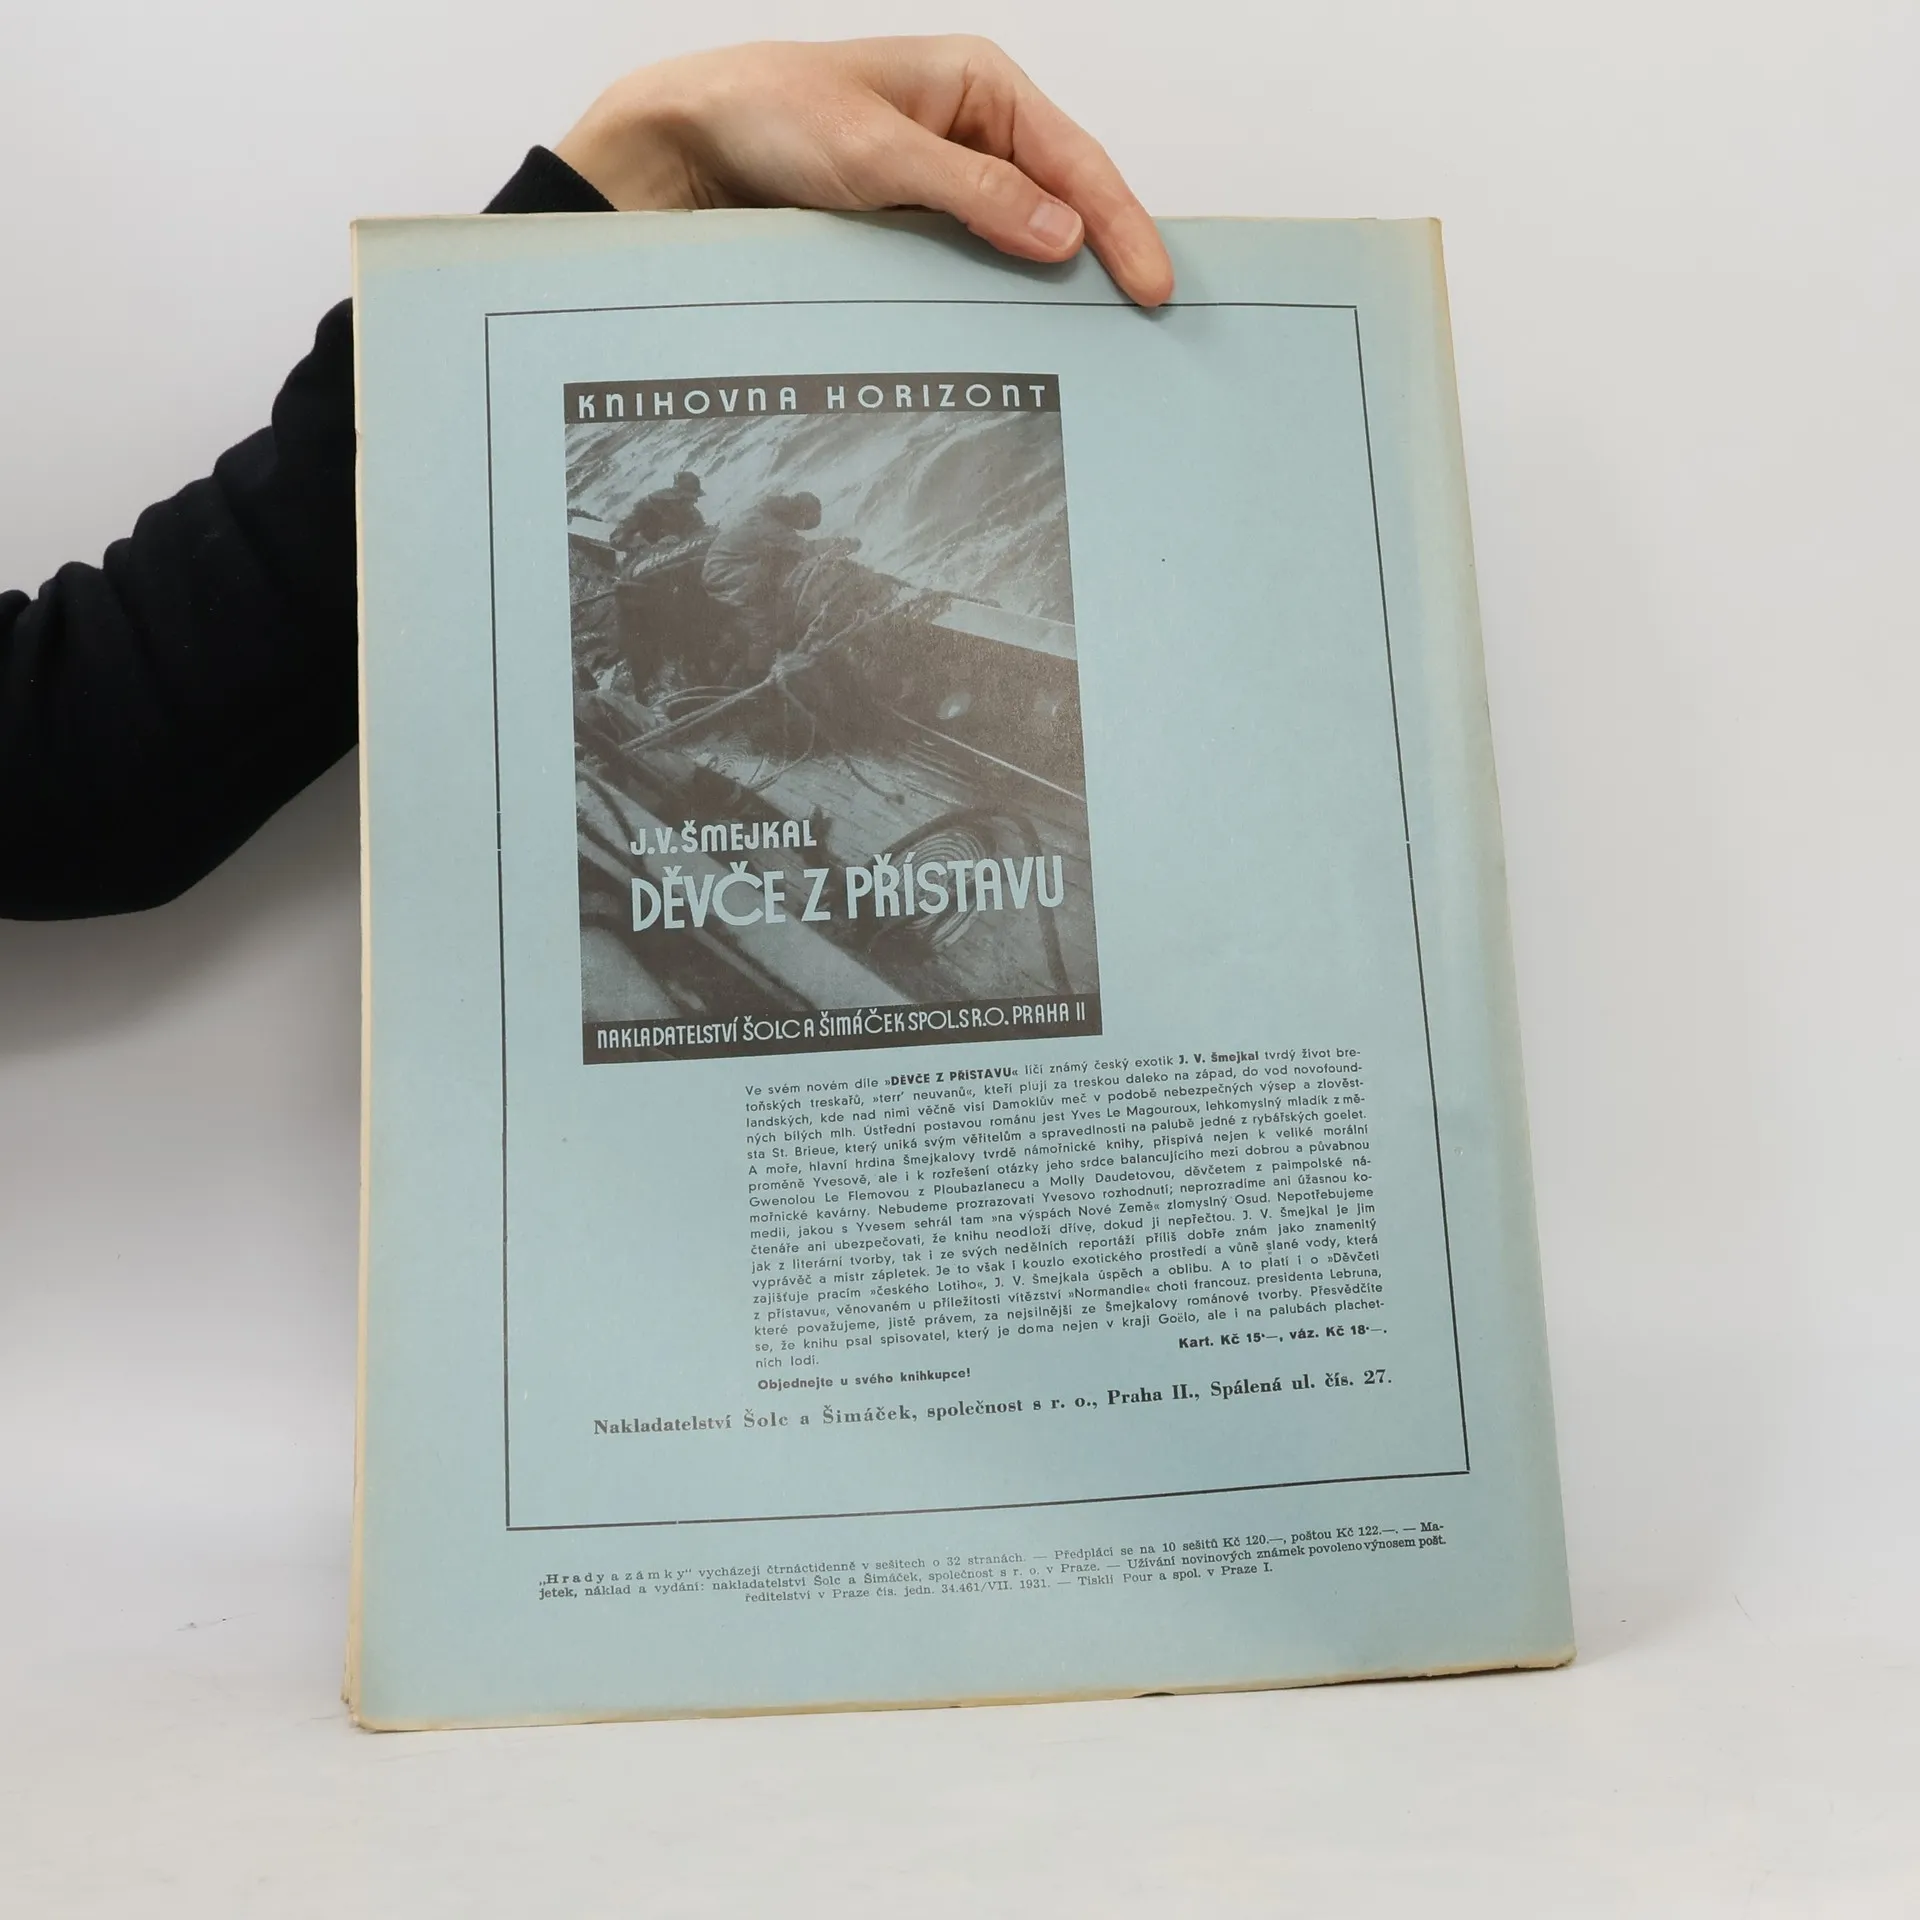 KNIHOVNA HORIZONT
J.V. ŠMEJKAL
DĚVČE Z PŘÍSTAVU
NAKLADATELSTVÍ ŠOLC A ŠIMÁČEK SPOL.S R.O. PRAHA II
Ve svém novém díle »DĚVČE Z PŘÍSTAVU« líčí známý český exotik J. V. Šmejkal tvrdý život bre-
toňských treskařů, »terr' neuvanů«, kteří plují za treskou daleko na západ, do vod novofound-
landských, kde nad nimi věčně visí Damoklův meč v podobě nebezpečných výsep a zlověst-
ných bílých mlh. Ústřední postavou románu jest Yves Le Magouroux, lehkomyslný mladík z mě-
sta St. Brieue, který uniká svým věřitelům a spravedlnosti na palubě jedné z rybářských goelet.
A moře, hlavní hrdina Šmejkalovy tvrdě námořnické knihy, přispívá nejen k veliké morální
proměně Yvesově, ale i k rozřešení otázky jeho srdce balancujícího mezi dobrou a půvabnou
Gwenolou Le Flemovou z Ploubazlanecu a Molly Daudetovou, děvčetem z paimpolské ná-
mořnické kavárny. Nebudeme prozrazovati Yvesovo rozhodnutí; neprozradíme ani úžasnou ko-
medii, jakou s Yvesem sehrál tam »na výspách Nové Země« zlomyslný Osud. Nepotřebujeme
čtenáře ani ubezpečovati, že knihu neodloží dříve, dokud ji nepřečtou. J. V. Šmejkal je jim
jak z literární tvorby, tak i ze svých nedělních reportáží příliš dobře znám jako znamenitý
vyprávěč a mistr zápletek. Je to však i kouzlo exotického prostředí a vůně slané vody, která
zajišťuje pracím »českého Lotiho«, J. V. Šmejkala úspěch a oblibu. A to platí i o »Děvčeti
z přístavu«, věnovaném u příležitosti vítězství »Normandie« choti francouz. presidenta Lebruna,
které považujeme, jistě právem, za nejsilnější ze Šmejkalovy románové tvorby. Přesvědčíte
se, že knihu psal spisovatel, který je doma nejen v kraji Goëlo, ale i na palubách plachet-
ních lodí.
Kart. Kč 15·—, váz. Kč 18·—.
Objednejte u svého knihkupce!
Nakladatelství Šolc a Šimáček, společnost s r. o., Praha II., Spálená ul. čís. 27.
„Hrady a zámky" vycházejí čtrnáctidenně v sešitech o 32 stranách. — Předplácí se na 10 sešitů Kč 120.—, poštou Kč 122.—. — Ma-
jetek, náklad a vydání: nakladatelství Šolc a Šimáček, společnost s r. o. v Praze. — Užívání novinových známek povoleno výnosem pošt.
ředitelství v Praze čís. jedn. 34.461/VII. 1931. — Tiskli Pour a spol. v Praze I.